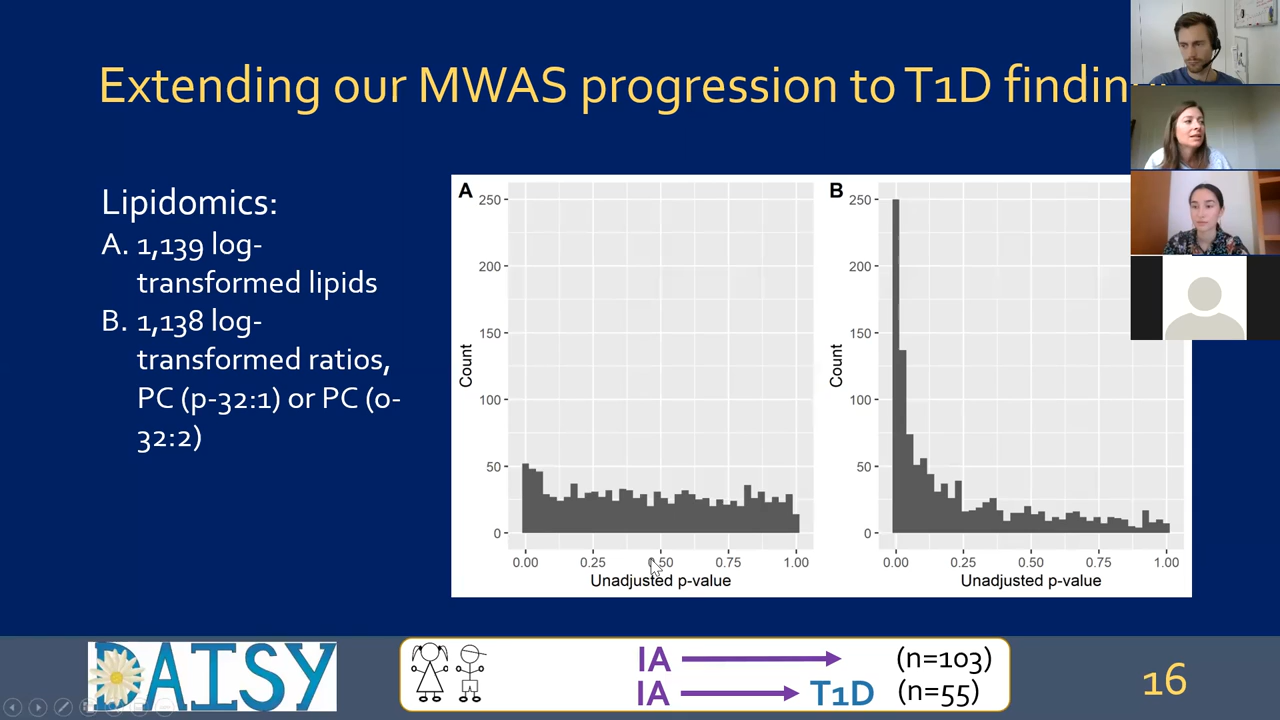 Extending our MWAS progression to T1D findin
Lipidomics:
A. 1,139 log-
transformed lipids
B. 1,138 log-
transformed ratios,
PC (p-32:1) or PC (o-
32:2)
A
250
200
150
100
50
0
Count
0.00 0.25 0.50 0.75 1.00
Unadjusted p-value
B
250
200
150
100
50
0
Count
0.00 0.25 0.50 0.75 1.00
Unadjusted p-value
DAISY
IA (n=103)
IA T1D (n=55)
16